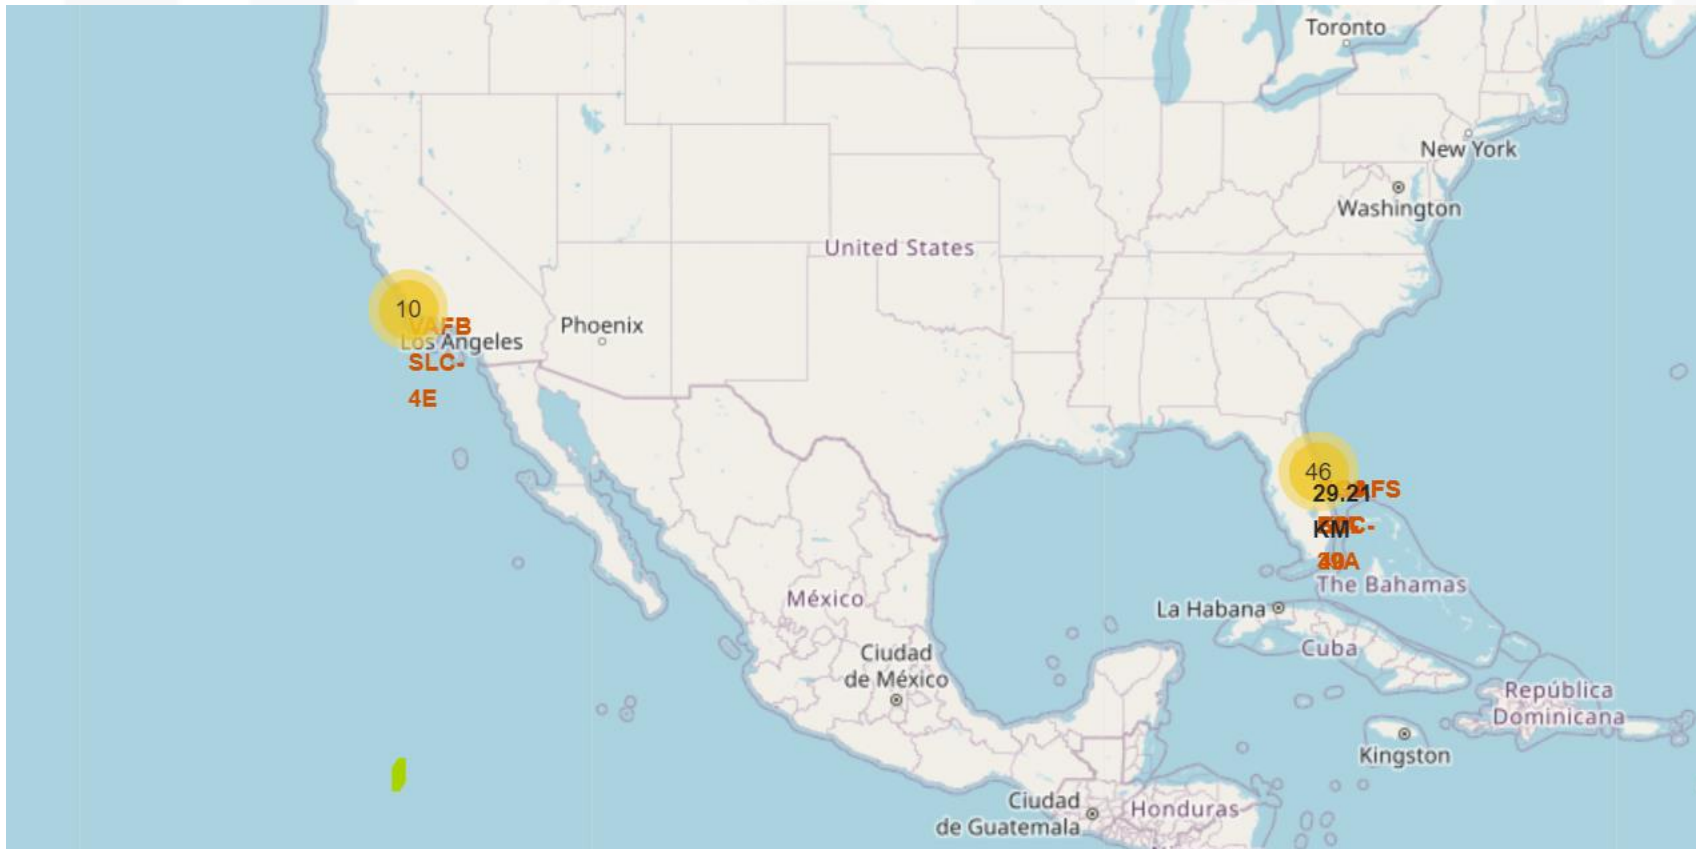 Toronto
New York
Washington
United States
10
VAFB
Los Angeles
SLC-
4E
Phoenix
46
29.21
AFS
KM
C-
A
The Bahamas
La Habana
México
Cuba
Ciudad
de México
República
Dominicana
Kingston
Ciudad
de Guatemala
Honduras